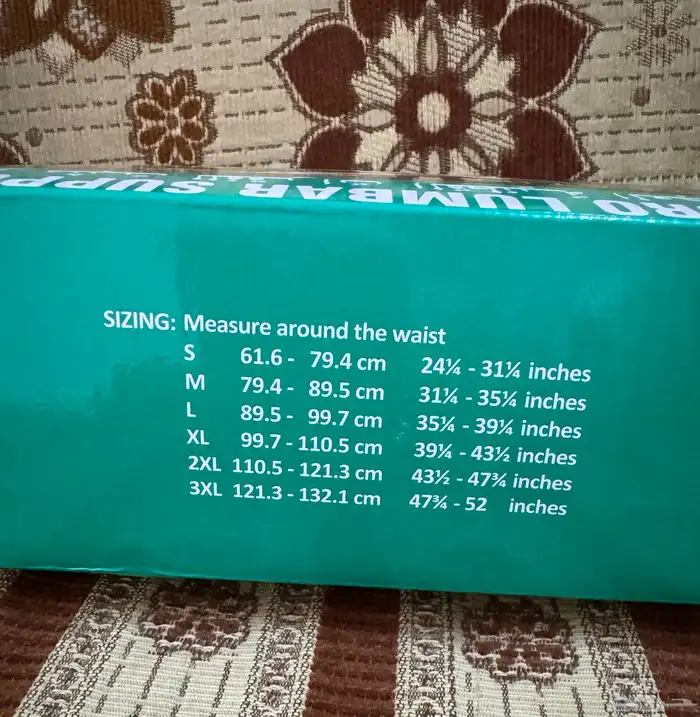 RO LUMBAR SUPP
SIZING: Measure around the waist
S 61.6 - 79.4 cm 24¼ - 31¼ inches
M 79.4 - 89.5 cm 31¼ - 35¼ inches
L 89.5 - 99.7 cm 35¼ - 39¼ inches
XL 99.7 - 110.5 cm 39¼ - 43½ inches
2XL 110.5 - 121.3 cm 43½ - 47¾ inches
3XL 121.3 - 132.1 cm 47¾ - 52 inches